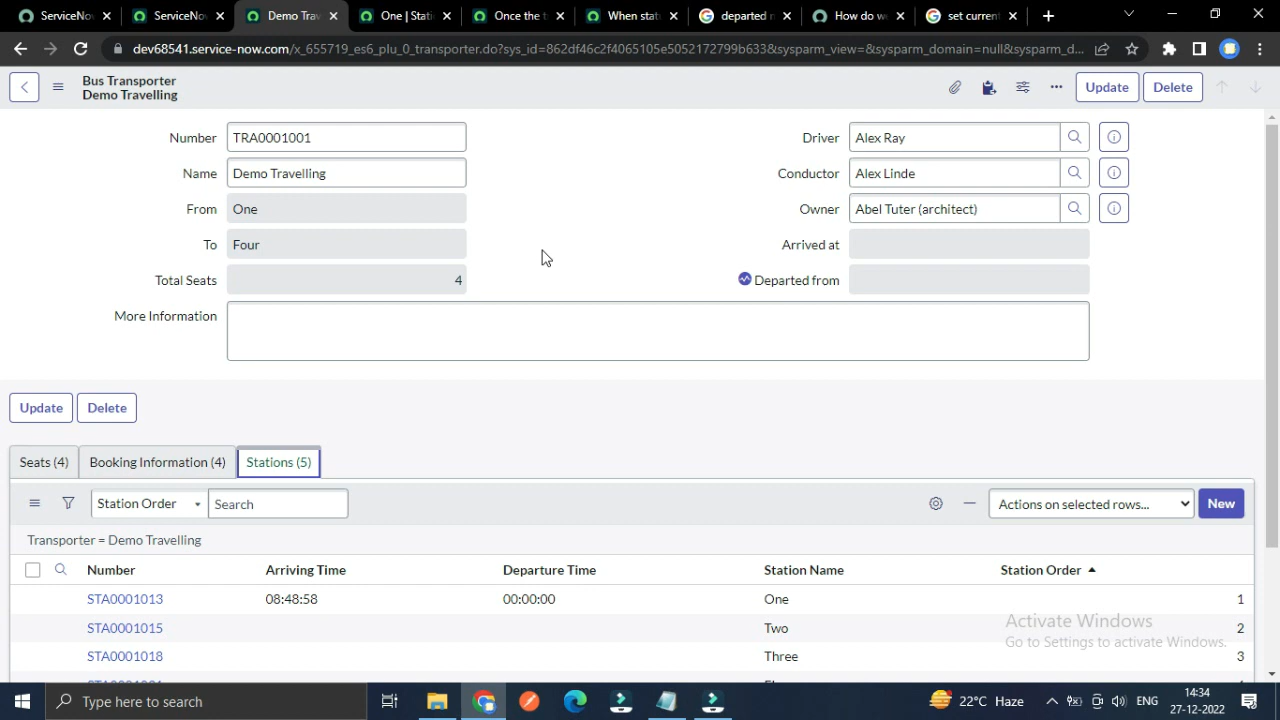 ServiceNo
ServiceNo
Demo Tra
One | Stati
Once the t
When stat
departed n
How do w
set current
dev68541.service-now.com/x_655719_es6_plu_0_transporter.do?sys_id=862df46c2f4065105e5052172799b633&sysparm_view=&sysparm_domain=null&sysparm_d...
Bus Transporter
Demo Travelling
Update
Delete
Number
TRA0001001
Driver
Alex Ray
Name
Demo Travelling
Conductor
Alex Linde
From
One
Owner
Abel Tuter (architect)
To
Four
Arrived at
Total Seats
4
Departed from
More Information
Update
Delete
Seats (4)
Booking Information (4)
Stations (5)
Station Order
Search
Actions on selected rows...
New
Transporter = Demo Travelling
Number
Arriving Time
Departure Time
Station Name
Station Order
STA0001013
08:48:58
00:00:00
One
1
STA0001015
Two
2
STA0001018
Three
3
Activate Windows
Go to Settings to activate Windows.
Type here to search
22°C Haze
ENG
14:34
27-12-2022